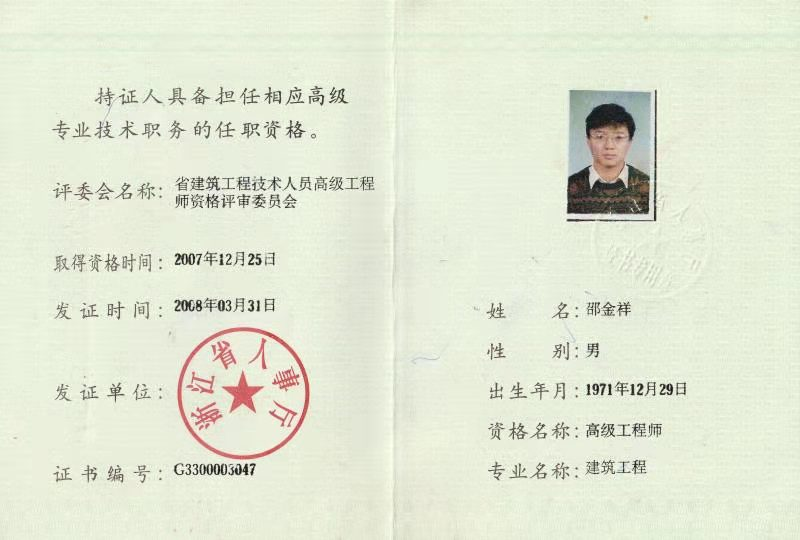 持证人具备担任相应高级
专业技术职务的任职资格。
评委会名称：省建筑工程技术人员高级工程
师资格评审委员会
取得资格时间：2007年12月25日
发证时间：2008年03月31日
发证单位：
浙江省人事厅
证书编号：G3300003047
姓名：邵金祥
性别：男
出生年月：1971年12月29日
资格名称：高级工程师
专业名称：建筑工程